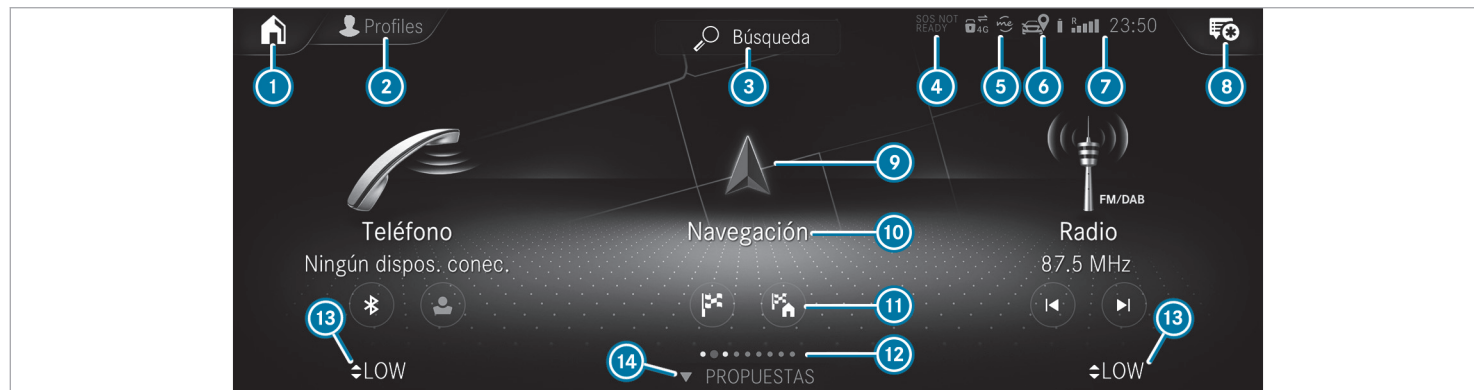 Profiles
Búsqueda
SOS NOT
READY
4G
me
R
23:50
1
2
3
4
5
6
7
8
9
FM/DAB
Teléfono
Navegación
10
Radio
Ningún dispos. conec.
87.5 MHz
11
13
13
12
14
LOW
PROPUESTAS
LOW